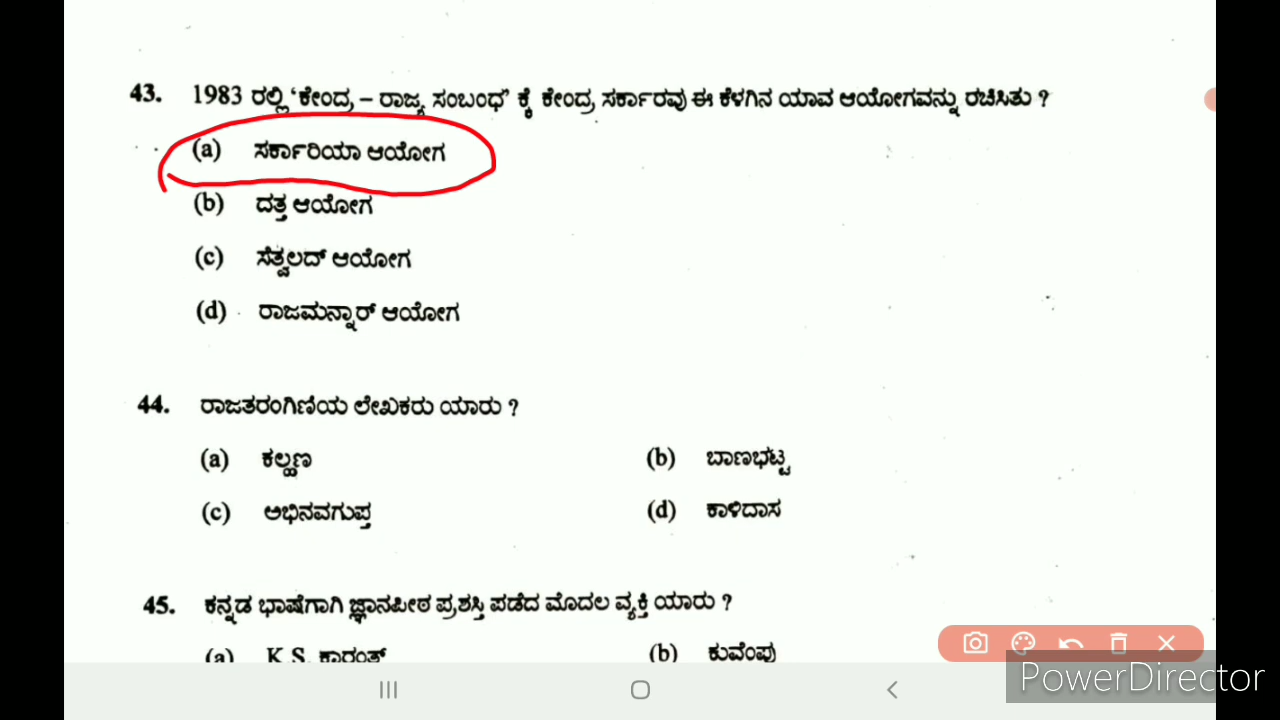 43. 1983 ರಲ್ಲಿ 'ಕೇಂದ್ರ – ರಾಜ್ಯ ಸಂಬಂಧ' ಕ್ಕೆ ಕೇಂದ್ರ ಸರ್ಕಾರವು ಈ ಕೆಳಗಿನ ಯಾವ ಆಯೋಗವನ್ನು ರಚಿಸಿತು ?
(a) ಸರ್ಕಾರಿಯಾ ಆಯೋಗ
(b) ದತ್ತ ಆಯೋಗ
(c) ಸೆತ್ವಲದ್ ಆಯೋಗ
(d) ರಾಜಮನ್ನಾರ್ ಆಯೋಗ
44. ರಾಜತರಂಗಿಣಿಯ ಲೇಖಕರು ಯಾರು ?
(a) ಕಲ್ಹಣ (b) ಬಾಣಭಟ್ಟ
(c) ಅಭಿನವಗುಪ್ತ (d) ಕಾಳಿದಾಸ
45. ಕನ್ನಡ ಭಾಷೆಗಾಗಿ ಜ್ಞಾನಪೀಠ ಪ್ರಶಸ್ತಿ ಪಡೆದ ಮೊದಲ ವ್ಯಕ್ತಿ ಯಾರು ?
(a) K.S. ಕಾರಂತ್ (b) ಕುವೆಂಪು
PowerDirector